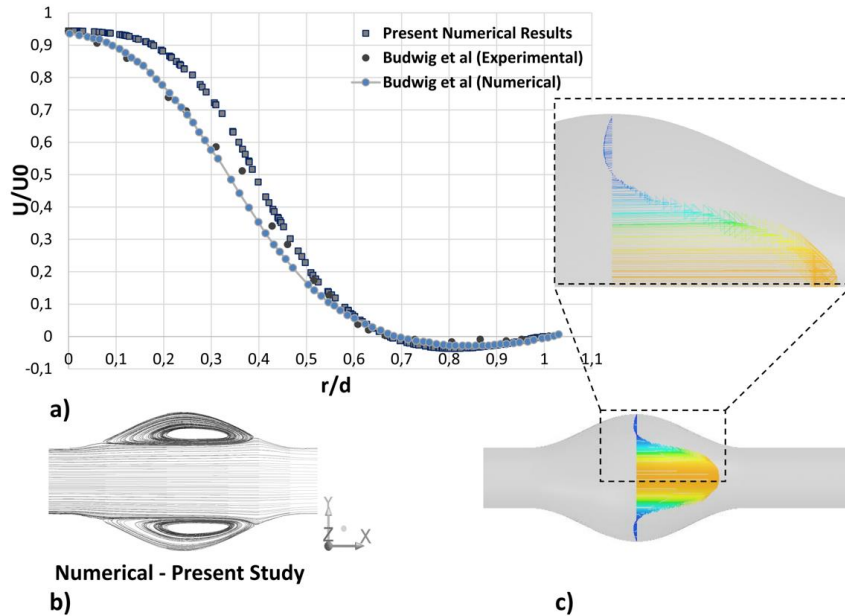 1
0,9
0,8
0,7
0,6
0,5
0,4
0,3
0,2
0,1
0
-0,1
U/U0
Present Numerical Results
Budwig et al (Experimental)
Budwig et al (Numerical)
0 0,1 0,2 0,3 0,4 0,5 0,6 0,7 0,8 0,9 1 1,1
r/d
a)
Y
Z X
Numerical - Present Study
b)
c)